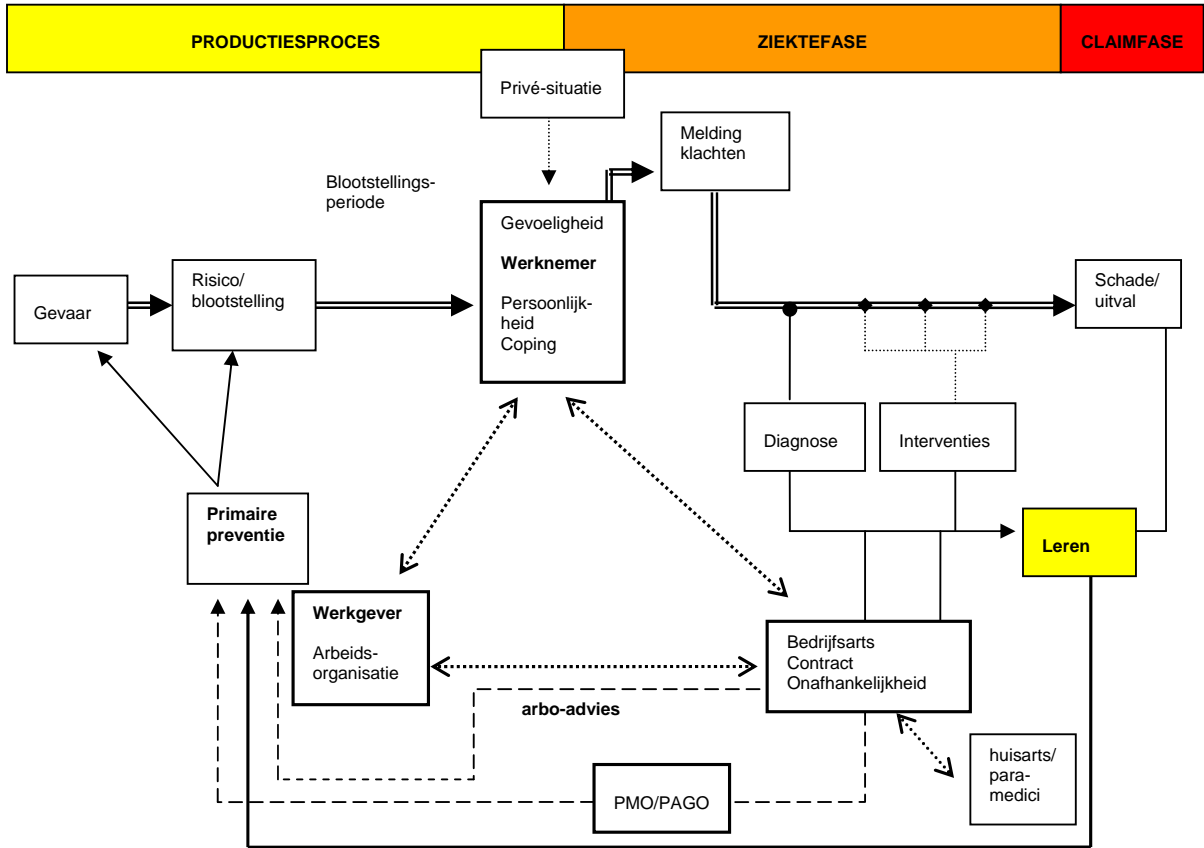 PRODUCTIESPROCES
ZIEKTEFASE
CLAIMFASE
Privé-situatie
Melding
klachten
Blootstellings-
periode
Gevoeligheid
Werknemer
Persoonlijk-
heid
Coping
Gevaar
Risico/
blootstelling
Schade/
uitval
Diagnose
Interventies
Primaire
preventie
Leren
Werkgever
Arbeids-
organisatie
Bedrijfsarts
Contract
Onafhankelijkheid
arbo-advies
huisarts/
para-
medici
PMO/PAGO